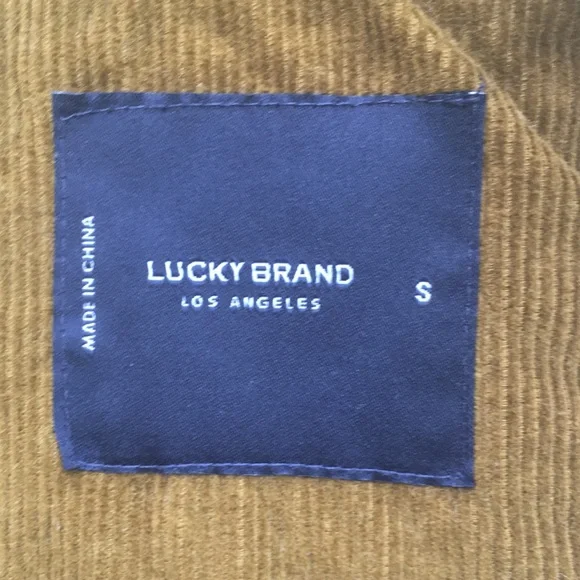 MADE IN CHINA
LUCKY BRAND
LOS ANGELES
S